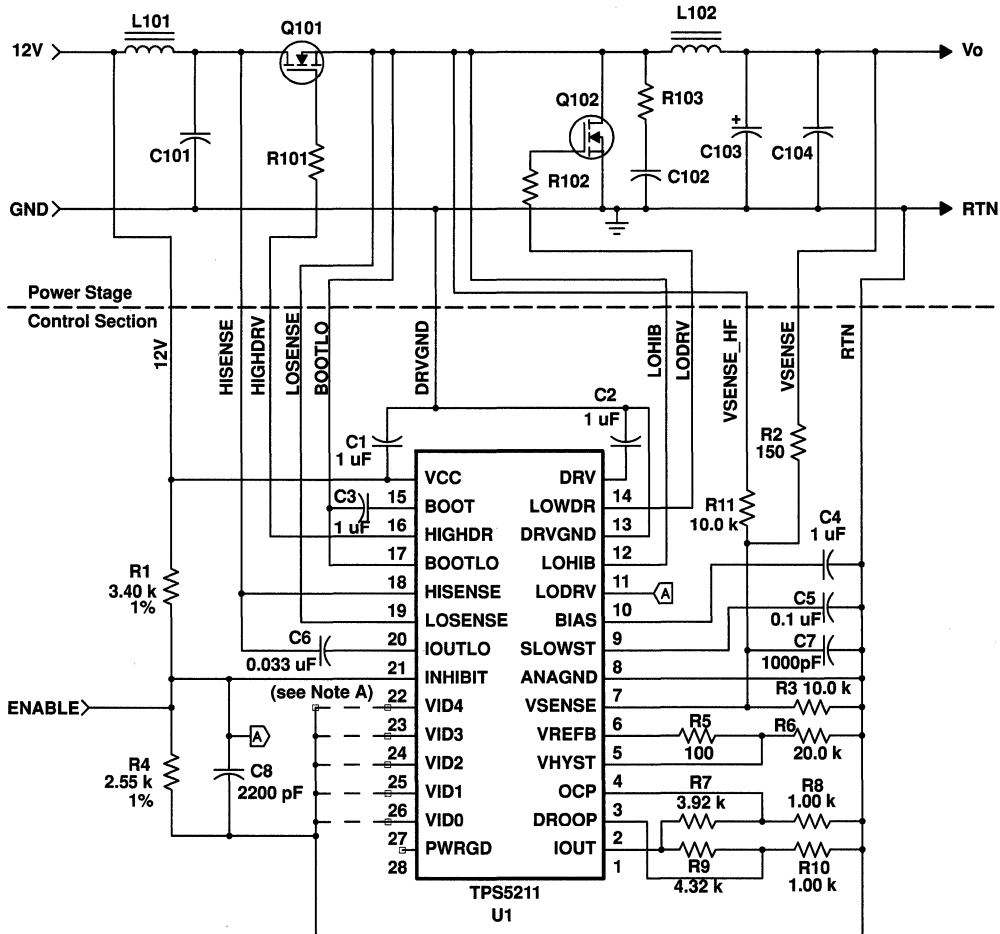 L101
Q101
L102
12V
Vo
Q102
R103
+
C101
R101
R102
C102
C103
C104
GND
RTN
Power Stage
Control Section
12V
HISENSE
HIGHDRV
LOSENSE
BOOTLO
DRVGND
LOHIB
LODRV
VSENSE_HF
VSENSE
RTN
C1
1 uF
C2
1 uF
R2
150
C3
1 uF
R11
10.0 k
C4
1 uF
R1
3.40 k
1%
C5
0.1 uF
C6
0.033 uF
C7
1000pF
VCC
DRV
15
BOOT
LOWDR
14
16
HIGHDR
DRVGND
13
17
BOOTLO
LOHIB
12
18
HISENSE
LODRV
11
A
19
LOSENSE
BIAS
10
20
IOUTLO
SLOWST
9
21
INHIBIT
ANAGND
8
(see Note A)
22
VID4
VSENSE
7
R3 10.0 k
ENABLE
23
VID3
VREFB
6
R5
100
R6
20.0 k
A
24
VID2
VHYST
5
R4
2.55 k
1%
C8
2200 pF
25
VID1
OCP
4
R7
3.92 k
R8
1.00 k
26
VID0
DROOP
3
27
PWRGD
IOUT
2
28
1
R9
4.32 k
R10
1.00 k
TPS5211
U1